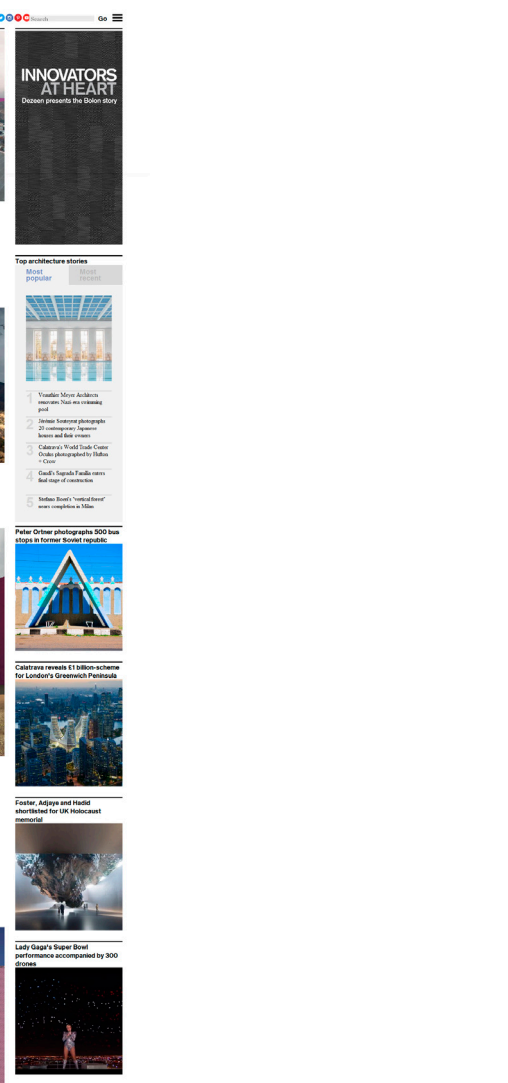 Search
Go
INNOVATORS
AT HEART
Dezeen presents the Bolon story
Top architecture stories
Most
popular
Most
recent
1
Vrantitsier Meyer Architects
renovates Nazi-era swimming
pool
2
Jérémie Souteyrat photographs
20 contemporary Japanese
houses and their owners
3
Calatrava's World Trade Center
Oculus photographed by Hufton
+ Crow
4
Gaudí's Sagrada Família enters
final stage of construction
5
Stefano Boeri's "vertical forest"
nears completion in Milan
Peter Ortner photographs 500 bus
stops in former Soviet republic
Calatrava reveals £1 billion-scheme
for London's Greenwich Peninsula
Foster, Adjaye and Hadid
shortlisted for UK Holocaust
memorial
Lady Gaga's Super Bowl
performance accompanied by 300
drones